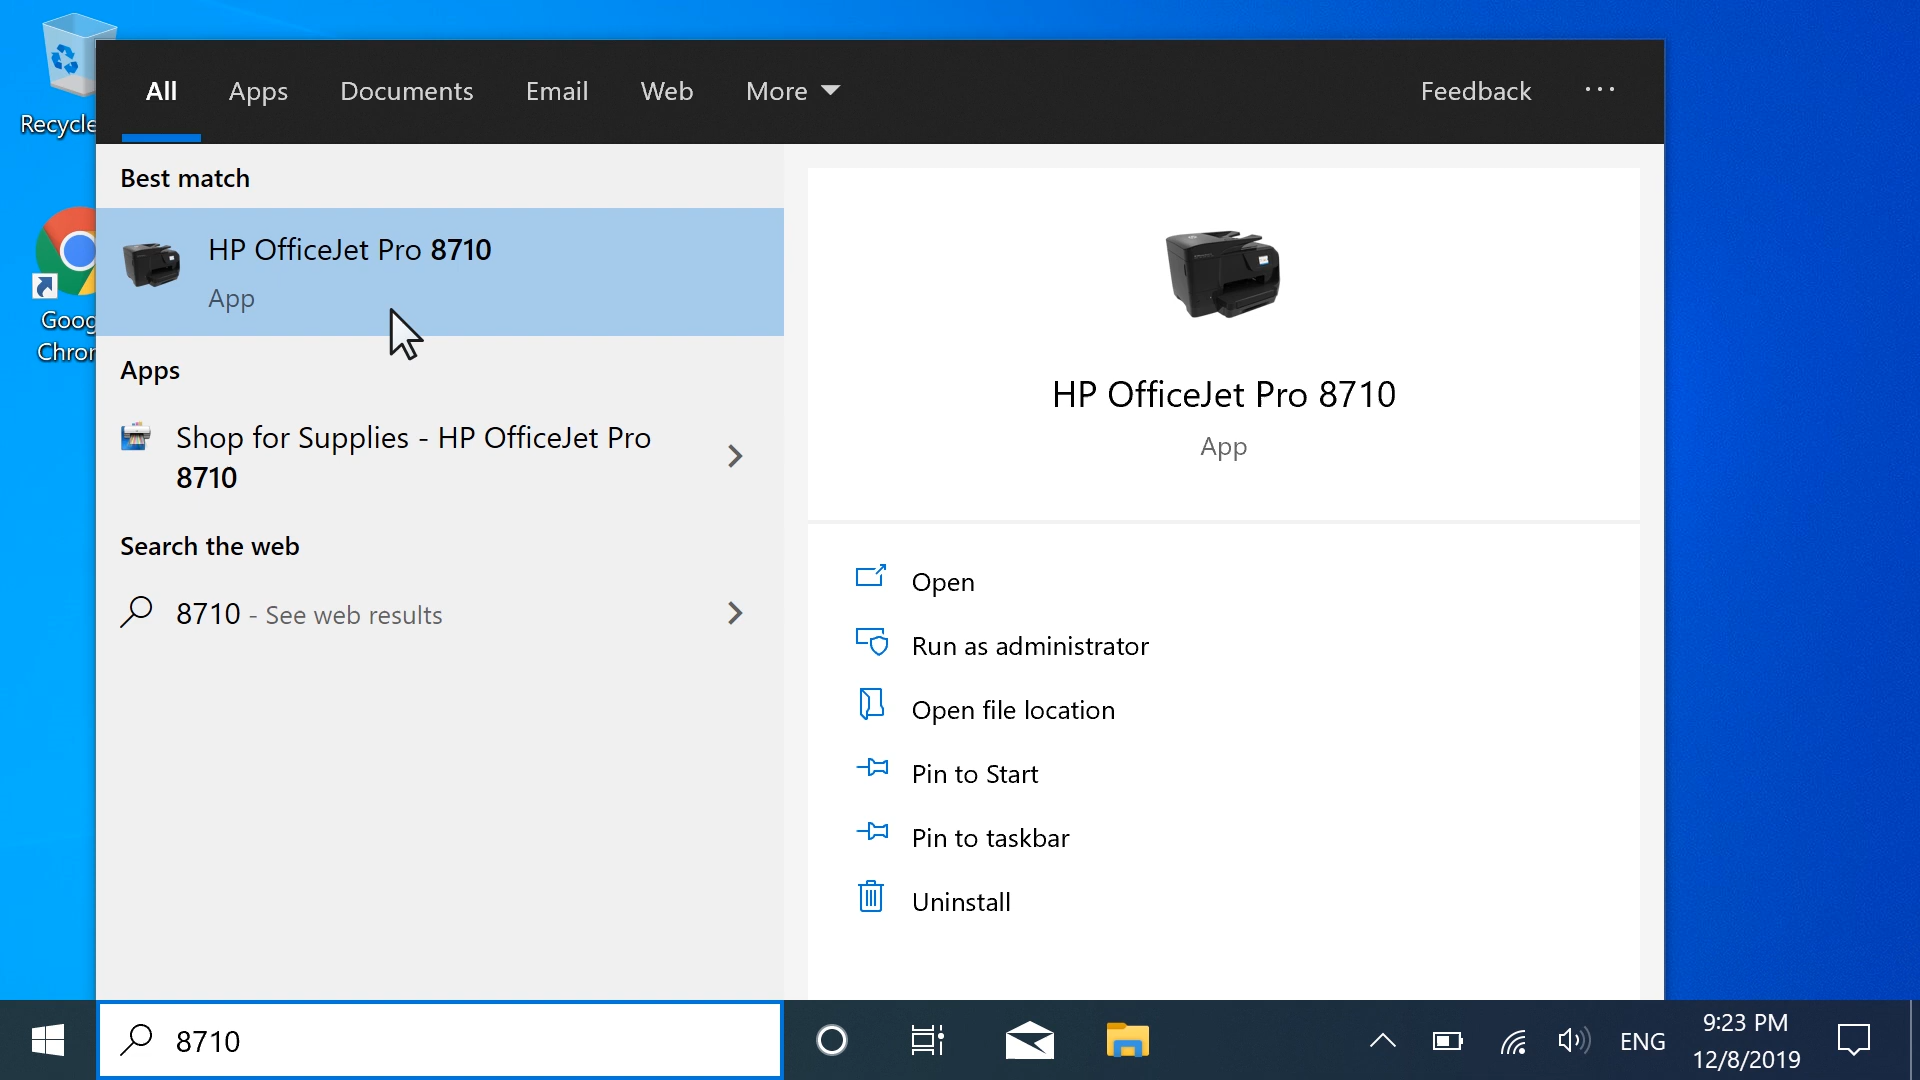 Recycle
Goog
Chron
All Apps Documents Email Web More Feedback ...
Best match
HP OfficeJet Pro 8710
App
Apps
Shop for Supplies - HP OfficeJet Pro
8710
Search the web
8710 - See web results
HP OfficeJet Pro 8710
App
Open
Run as administrator
Open file location
Pin to Start
Pin to taskbar
Uninstall
8710
ENG
9:23 PM
12/8/2019